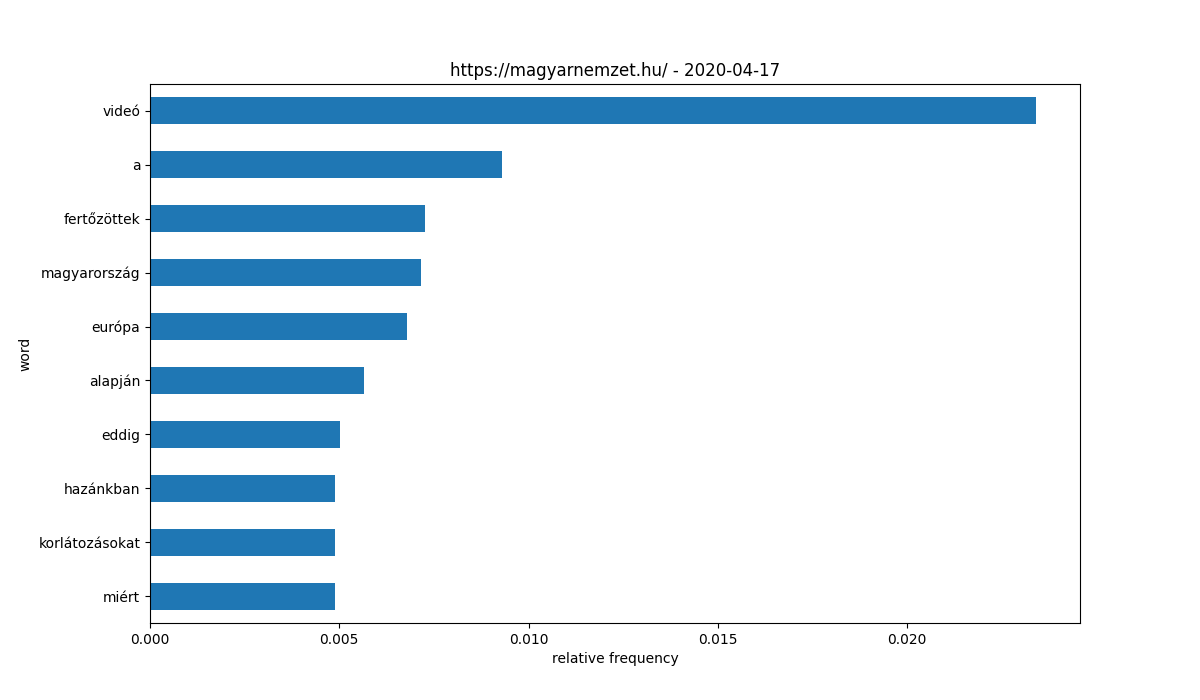 https://magyarnemzet.hu/ - 2020-04-17
videó
a
fertőzöttek
magyarország
európa
alapján
eddig
hazánkban
korlátozásokat
miért
word
0.000 0.005 0.010 0.015 0.020
relative frequency